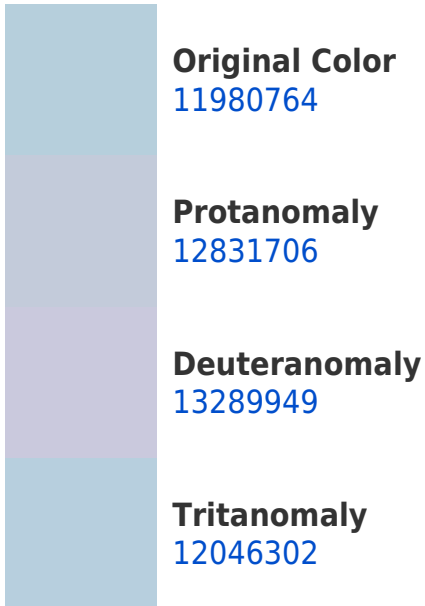 Original Color
11980764
Protanomaly
12831706
Deuteranomaly
13289949
Tritanomaly
12046302